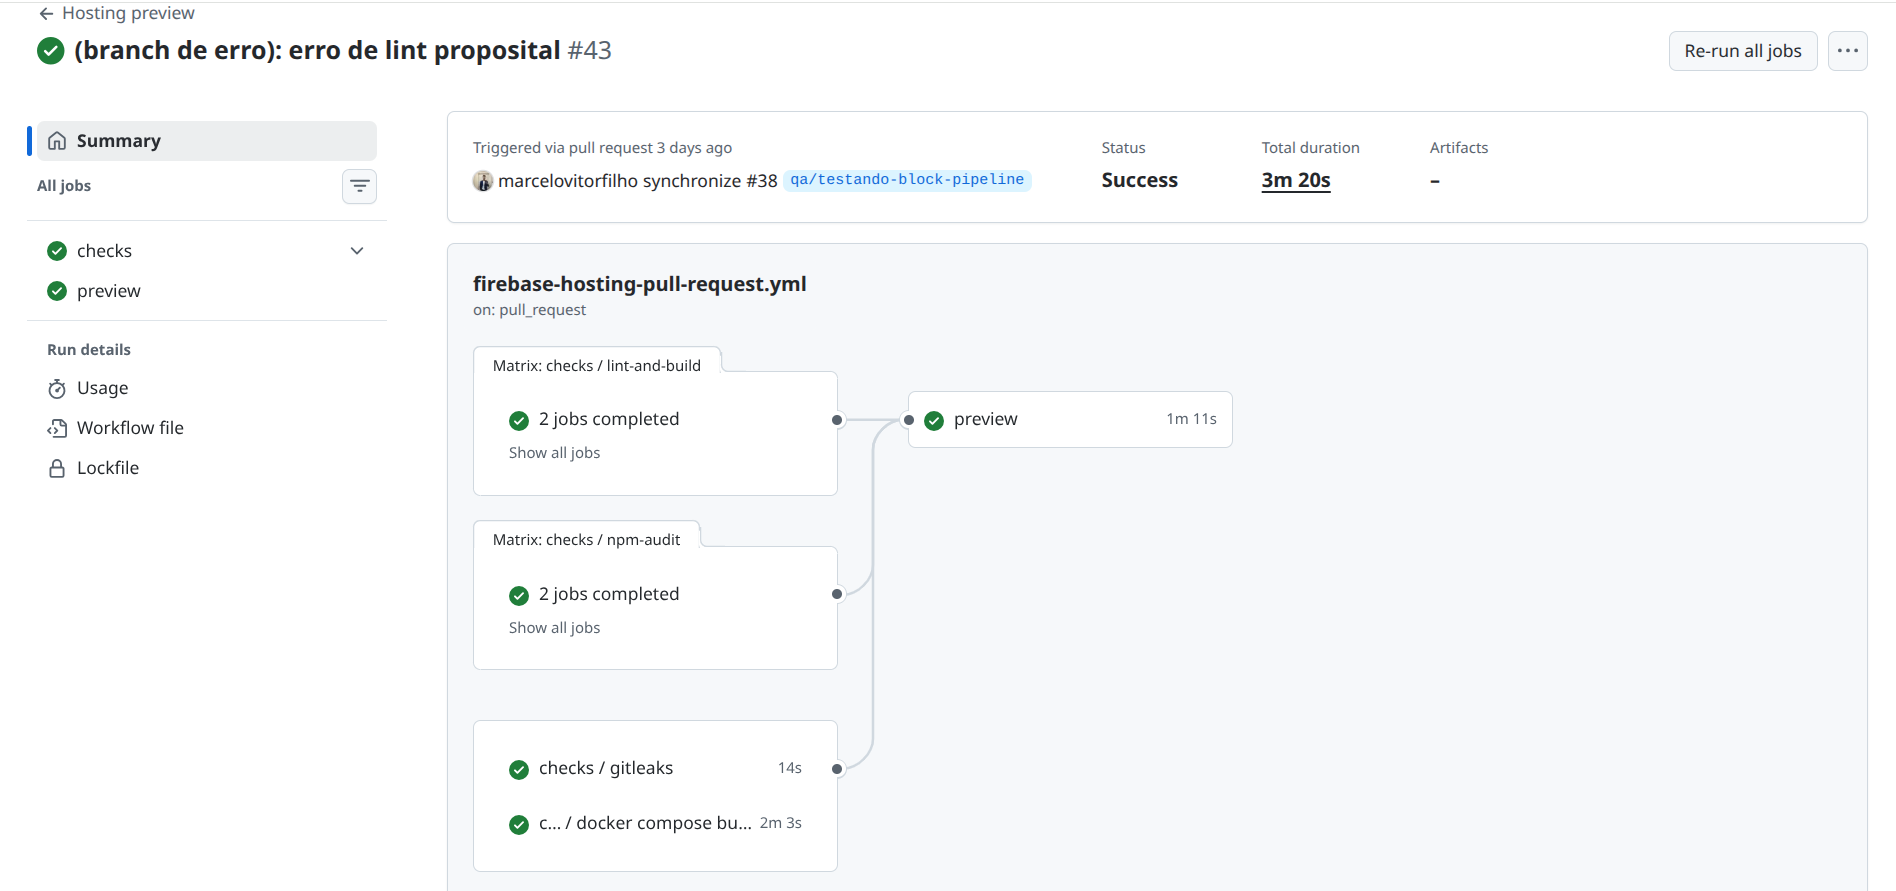 Hosting preview
(branch de erro): erro de lint proposital #43
Re-run all jobs
Summary
All jobs
checks
preview
Run details
Usage
Workflow file
Lockfile
Triggered via pull request 3 days ago
marcelovitorfilho synchronize #38 qa/testando-block-pipeline
Status
Success
Total duration
3m 20s
Artifacts
–
firebase-hosting-pull-request.yml
on: pull_request
Matrix: checks / lint-and-build
2 jobs completed
Show all jobs
preview 1m 11s
Matrix: checks / npm-audit
2 jobs completed
Show all jobs
checks / gitleaks 14s
c... / docker compose bu... 2m 3s